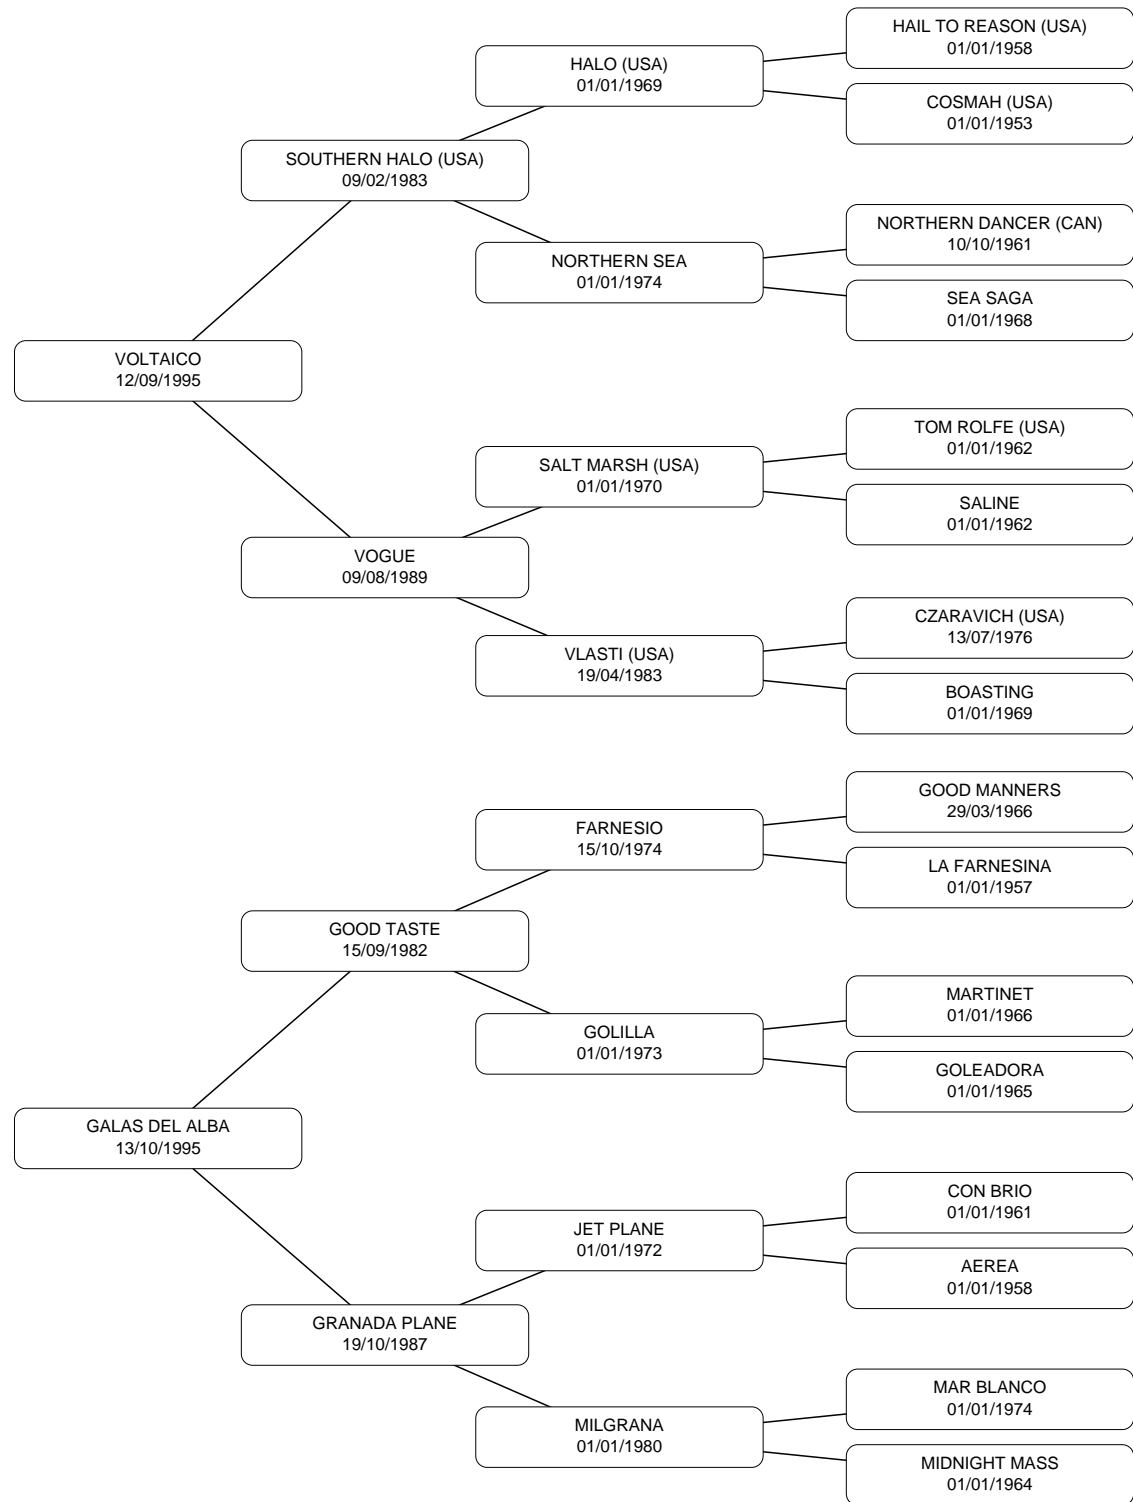 HAIL TO REASON (USA)
01/01/1958
HALO (USA)
01/01/1969
COSMAH (USA)
01/01/1953
SOUTHERN HALO (USA)
09/02/1983
NORTHERN DANCER (CAN)
10/10/1961
NORTHERN SEA
01/01/1974
SEA SAGA
01/01/1968
VOLTAICO
12/09/1995
TOM ROLFE (USA)
01/01/1962
SALT MARSH (USA)
01/01/1970
SALINE
01/01/1962
VOGUE
09/08/1989
CZARAVICH (USA)
13/07/1976
VLASTI (USA)
19/04/1983
BOASTING
01/01/1969
GOOD MANNERS
29/03/1966
FARNESIO
15/10/1974
LA FARNESINA
01/01/1957
GOOD TASTE
15/09/1982
MARTINET
01/01/1966
GOLILLA
01/01/1973
GOLEADORA
01/01/1965
GALAS DEL ALBA
13/10/1995
CON BRIO
01/01/1961
JET PLANE
01/01/1972
AEREA
01/01/1958
GRANADA PLANE
19/10/1987
MAR BLANCO
01/01/1974
MILGRANA
01/01/1980
MIDNIGHT MASS
01/01/1964